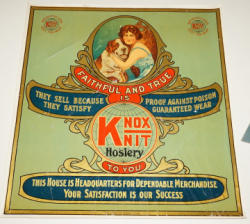 FAITHFUL AND TRUE
IS
THEY SELL BECAUSE
THEY SATISFY
PROOF AGAINST POISON
GUARANTEED WEAR
KNOX
KNIT
Hosiery
TO YOU
THIS HOUSE IS HEADQUARTERS FOR DEPENDABLE MERCHANDISE
YOUR SATISFACTION IS OUR SUCCESS